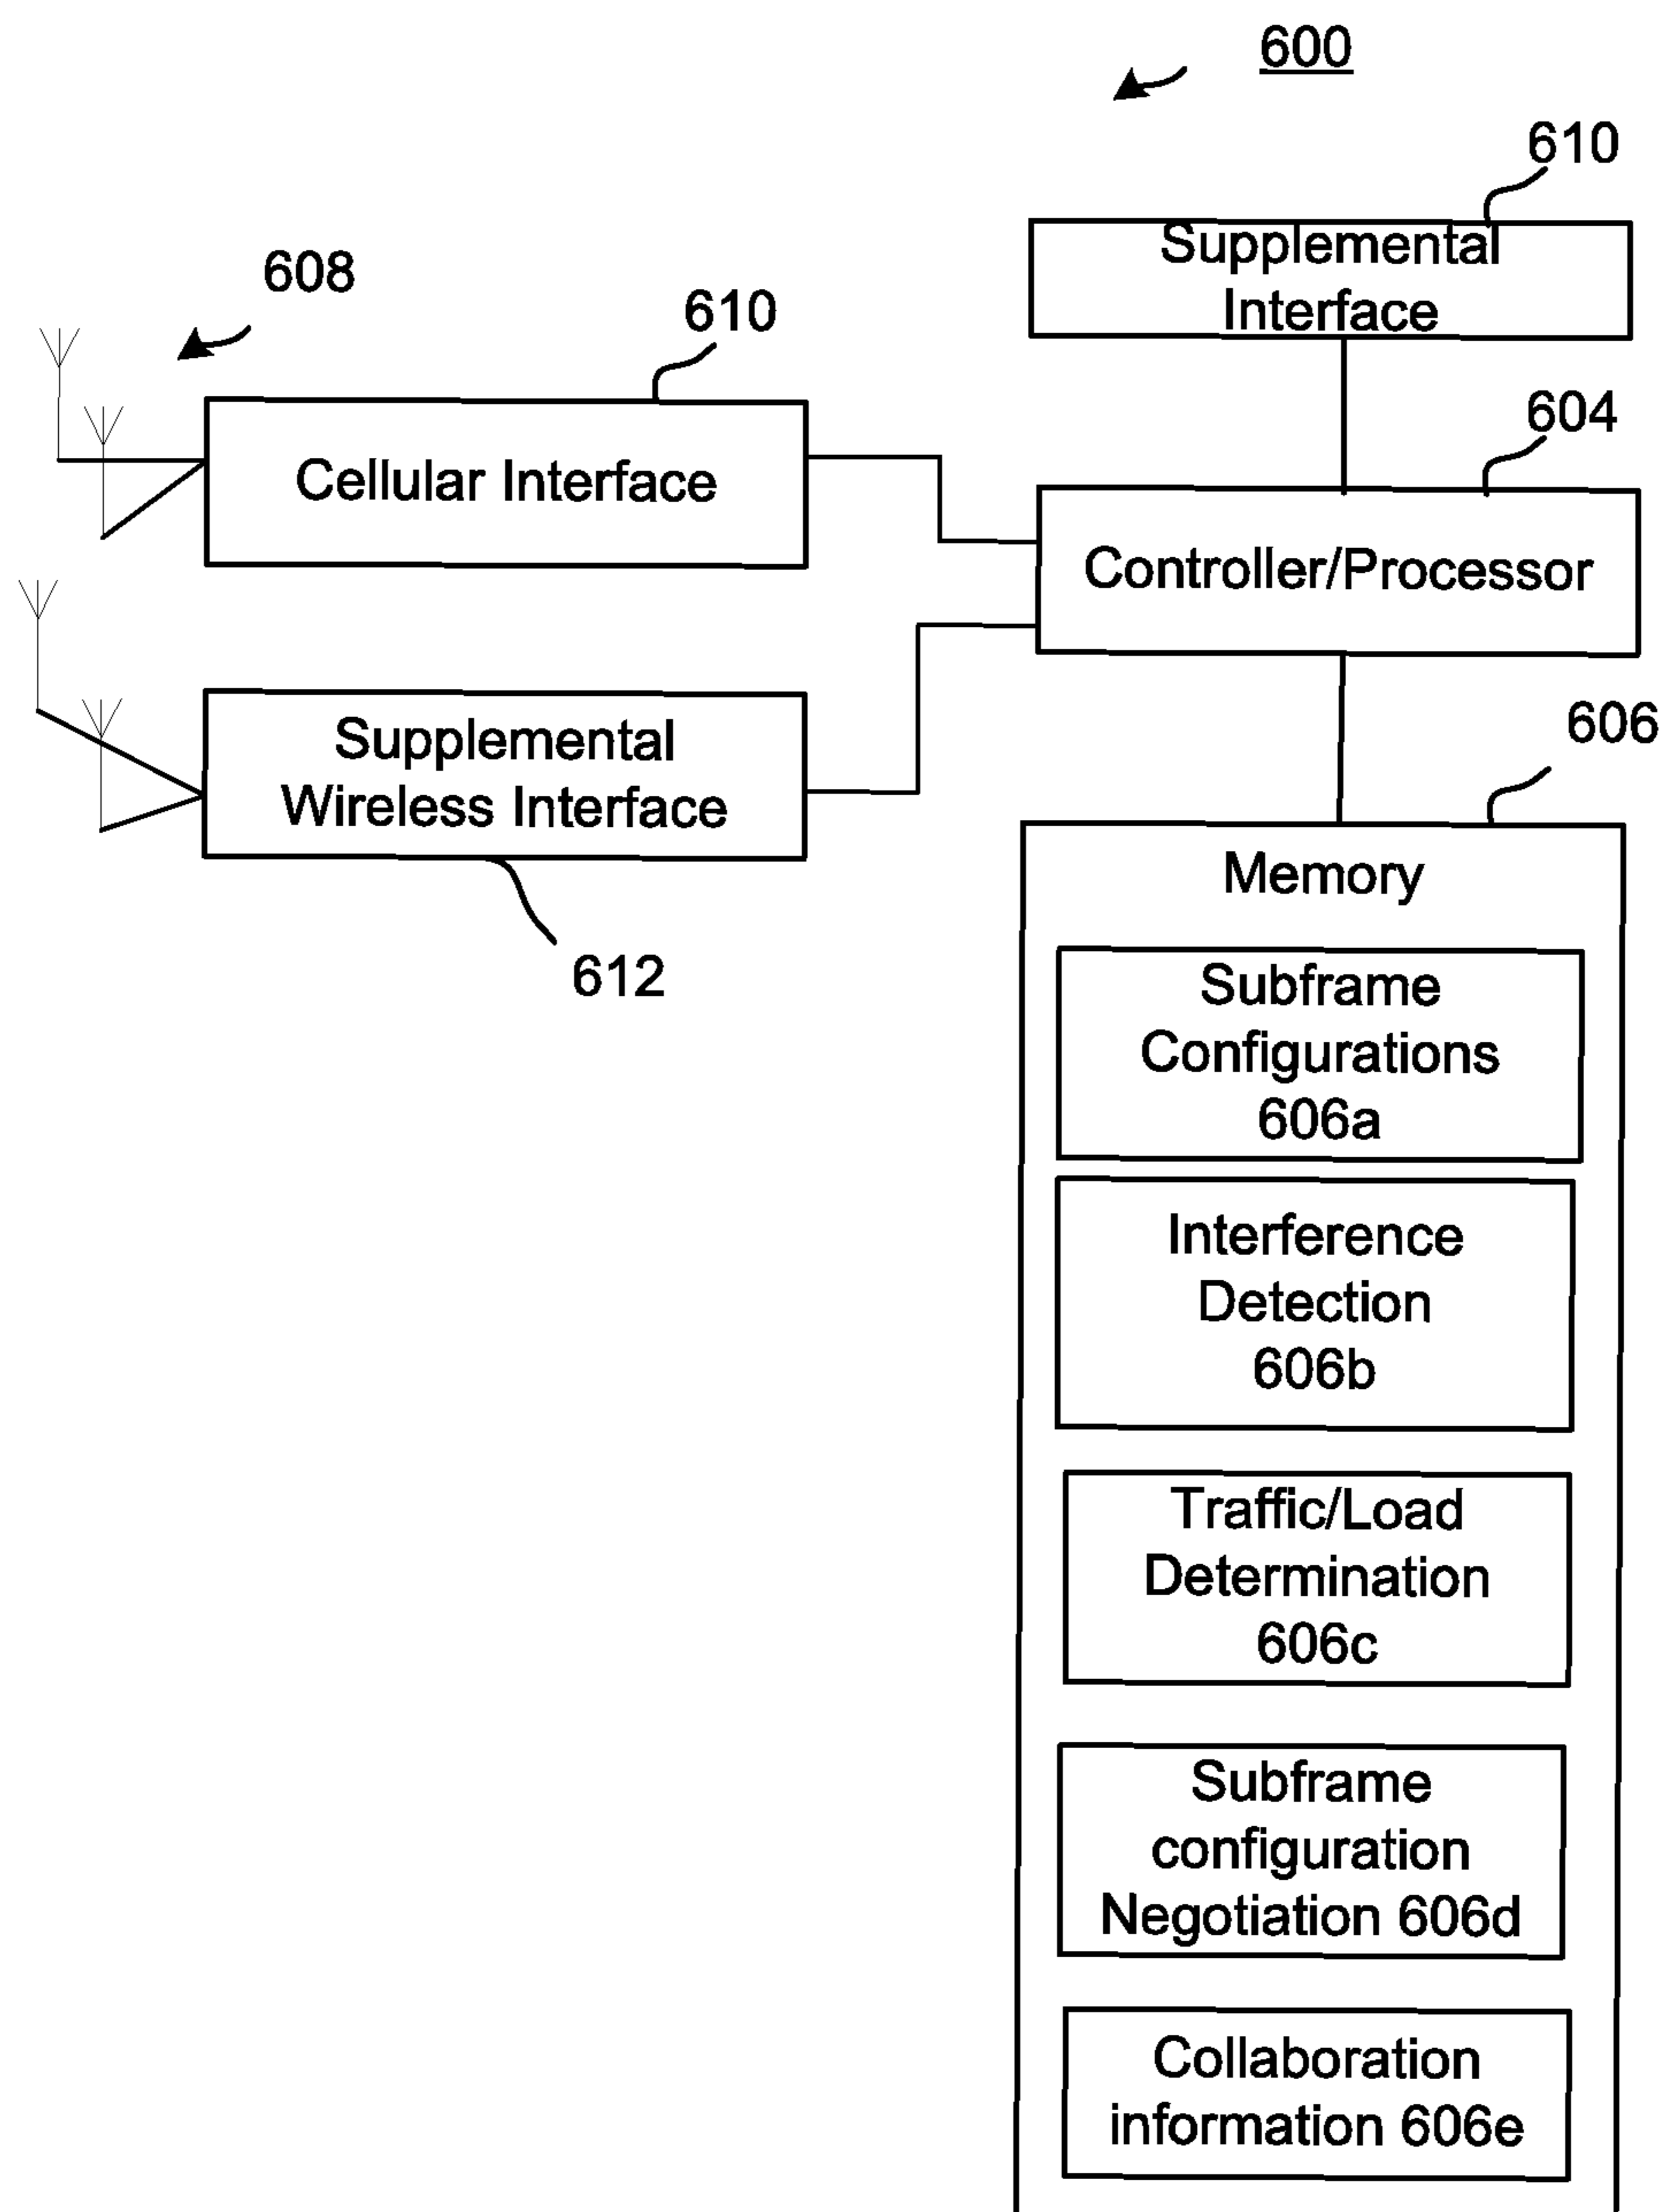 600
610
Supplemental
Interface
608
610
Cellular Interface
604
Controller/Processor
Supplemental
Wireless Interface
612
606
Memory
Subframe
Configurations
606a
Interference
Detection
606b
Traffic/Load
Determination
606c
Subframe
configuration
Negotiation 606d
Collaboration
information 606e